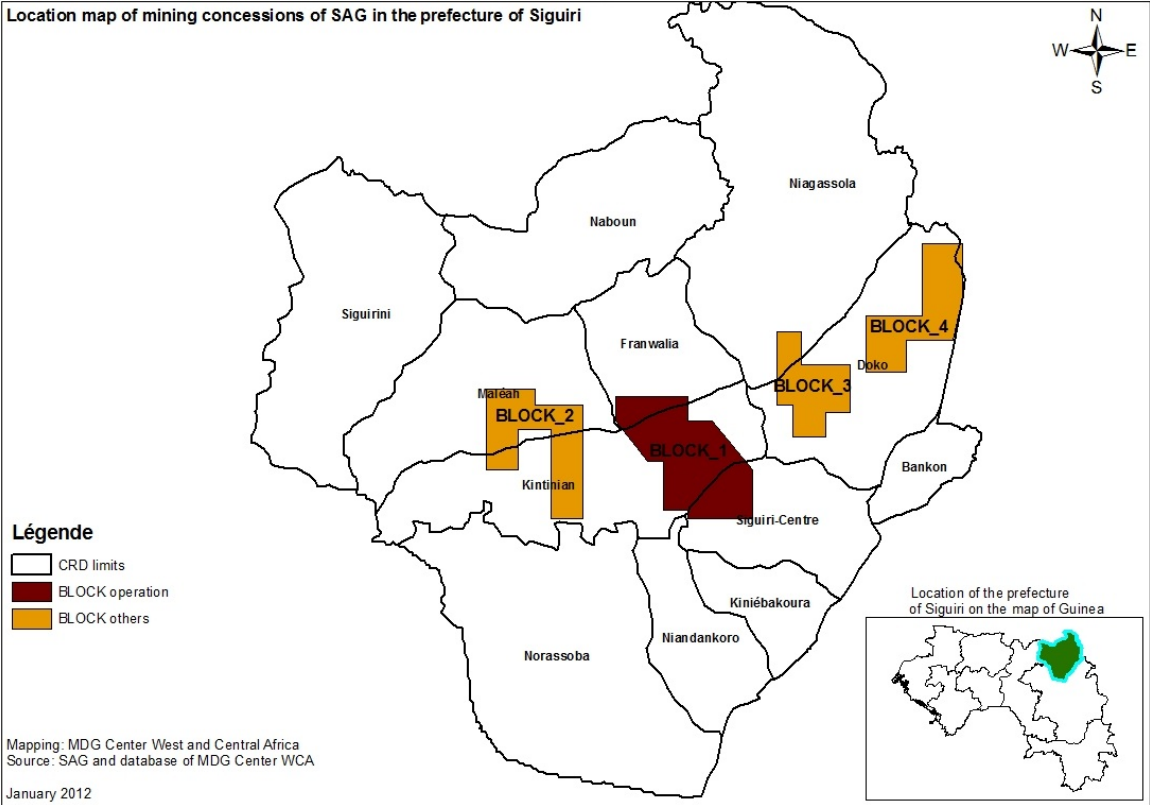 Location map of mining concessions of SAG in the prefecture of Siguiri
N
W E
S
Niagassola
Naboun
Siguirini
Franwalia
BLOCK_4
Doko
BLOCK_3
Maléah
BLOCK_2
BLOCK_1
Bankon
Kintinian
Siguiri-Centre
Légende
CRD limits
BLOCK operation
BLOCK others
Kiniébakoura
Niandankoro
Norassoba
Location of the prefecture
of Siguiri on the map of Guinea
Mapping: MDG Center West and Central Africa
Source: SAG and database of MDG Center WCA
January 2012